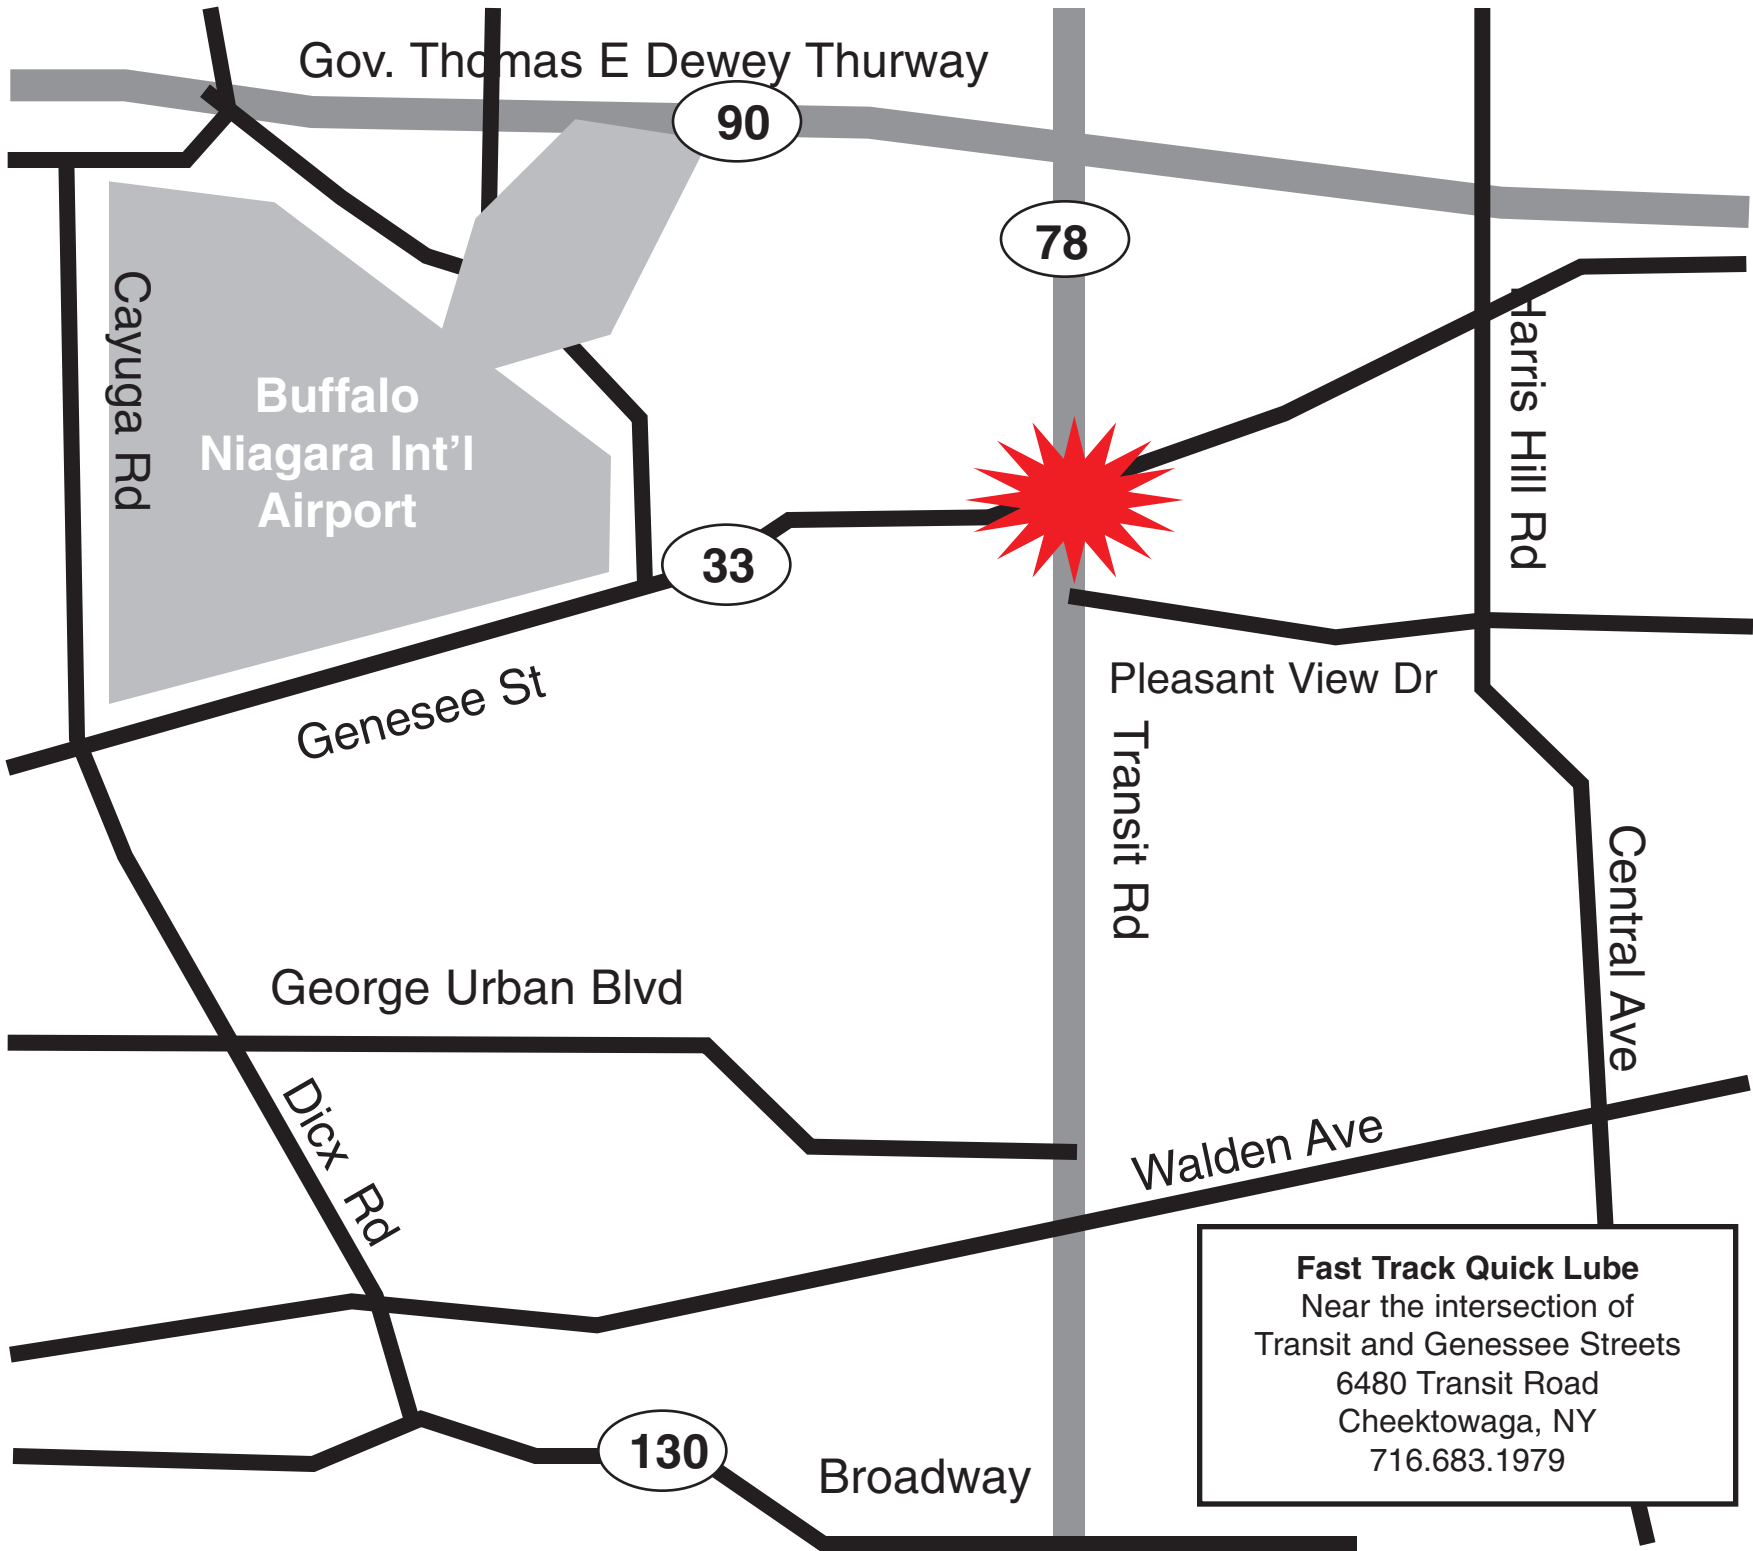 Gov. Thomas E Dewey Thurway
90
78
Cayuga Rd
Harris Hill Rd
Buffalo
Niagara Int'l
Airport
33
Genesee St
Pleasant View Dr
Transit Rd
Central Ave
George Urban Blvd
Dicx Rd
Walden Ave
Fast Track Quick Lube
Near the intersection of
Transit and Genessee Streets
6480 Transit Road
Cheektowaga, NY
716.683.1979
130
Broadway